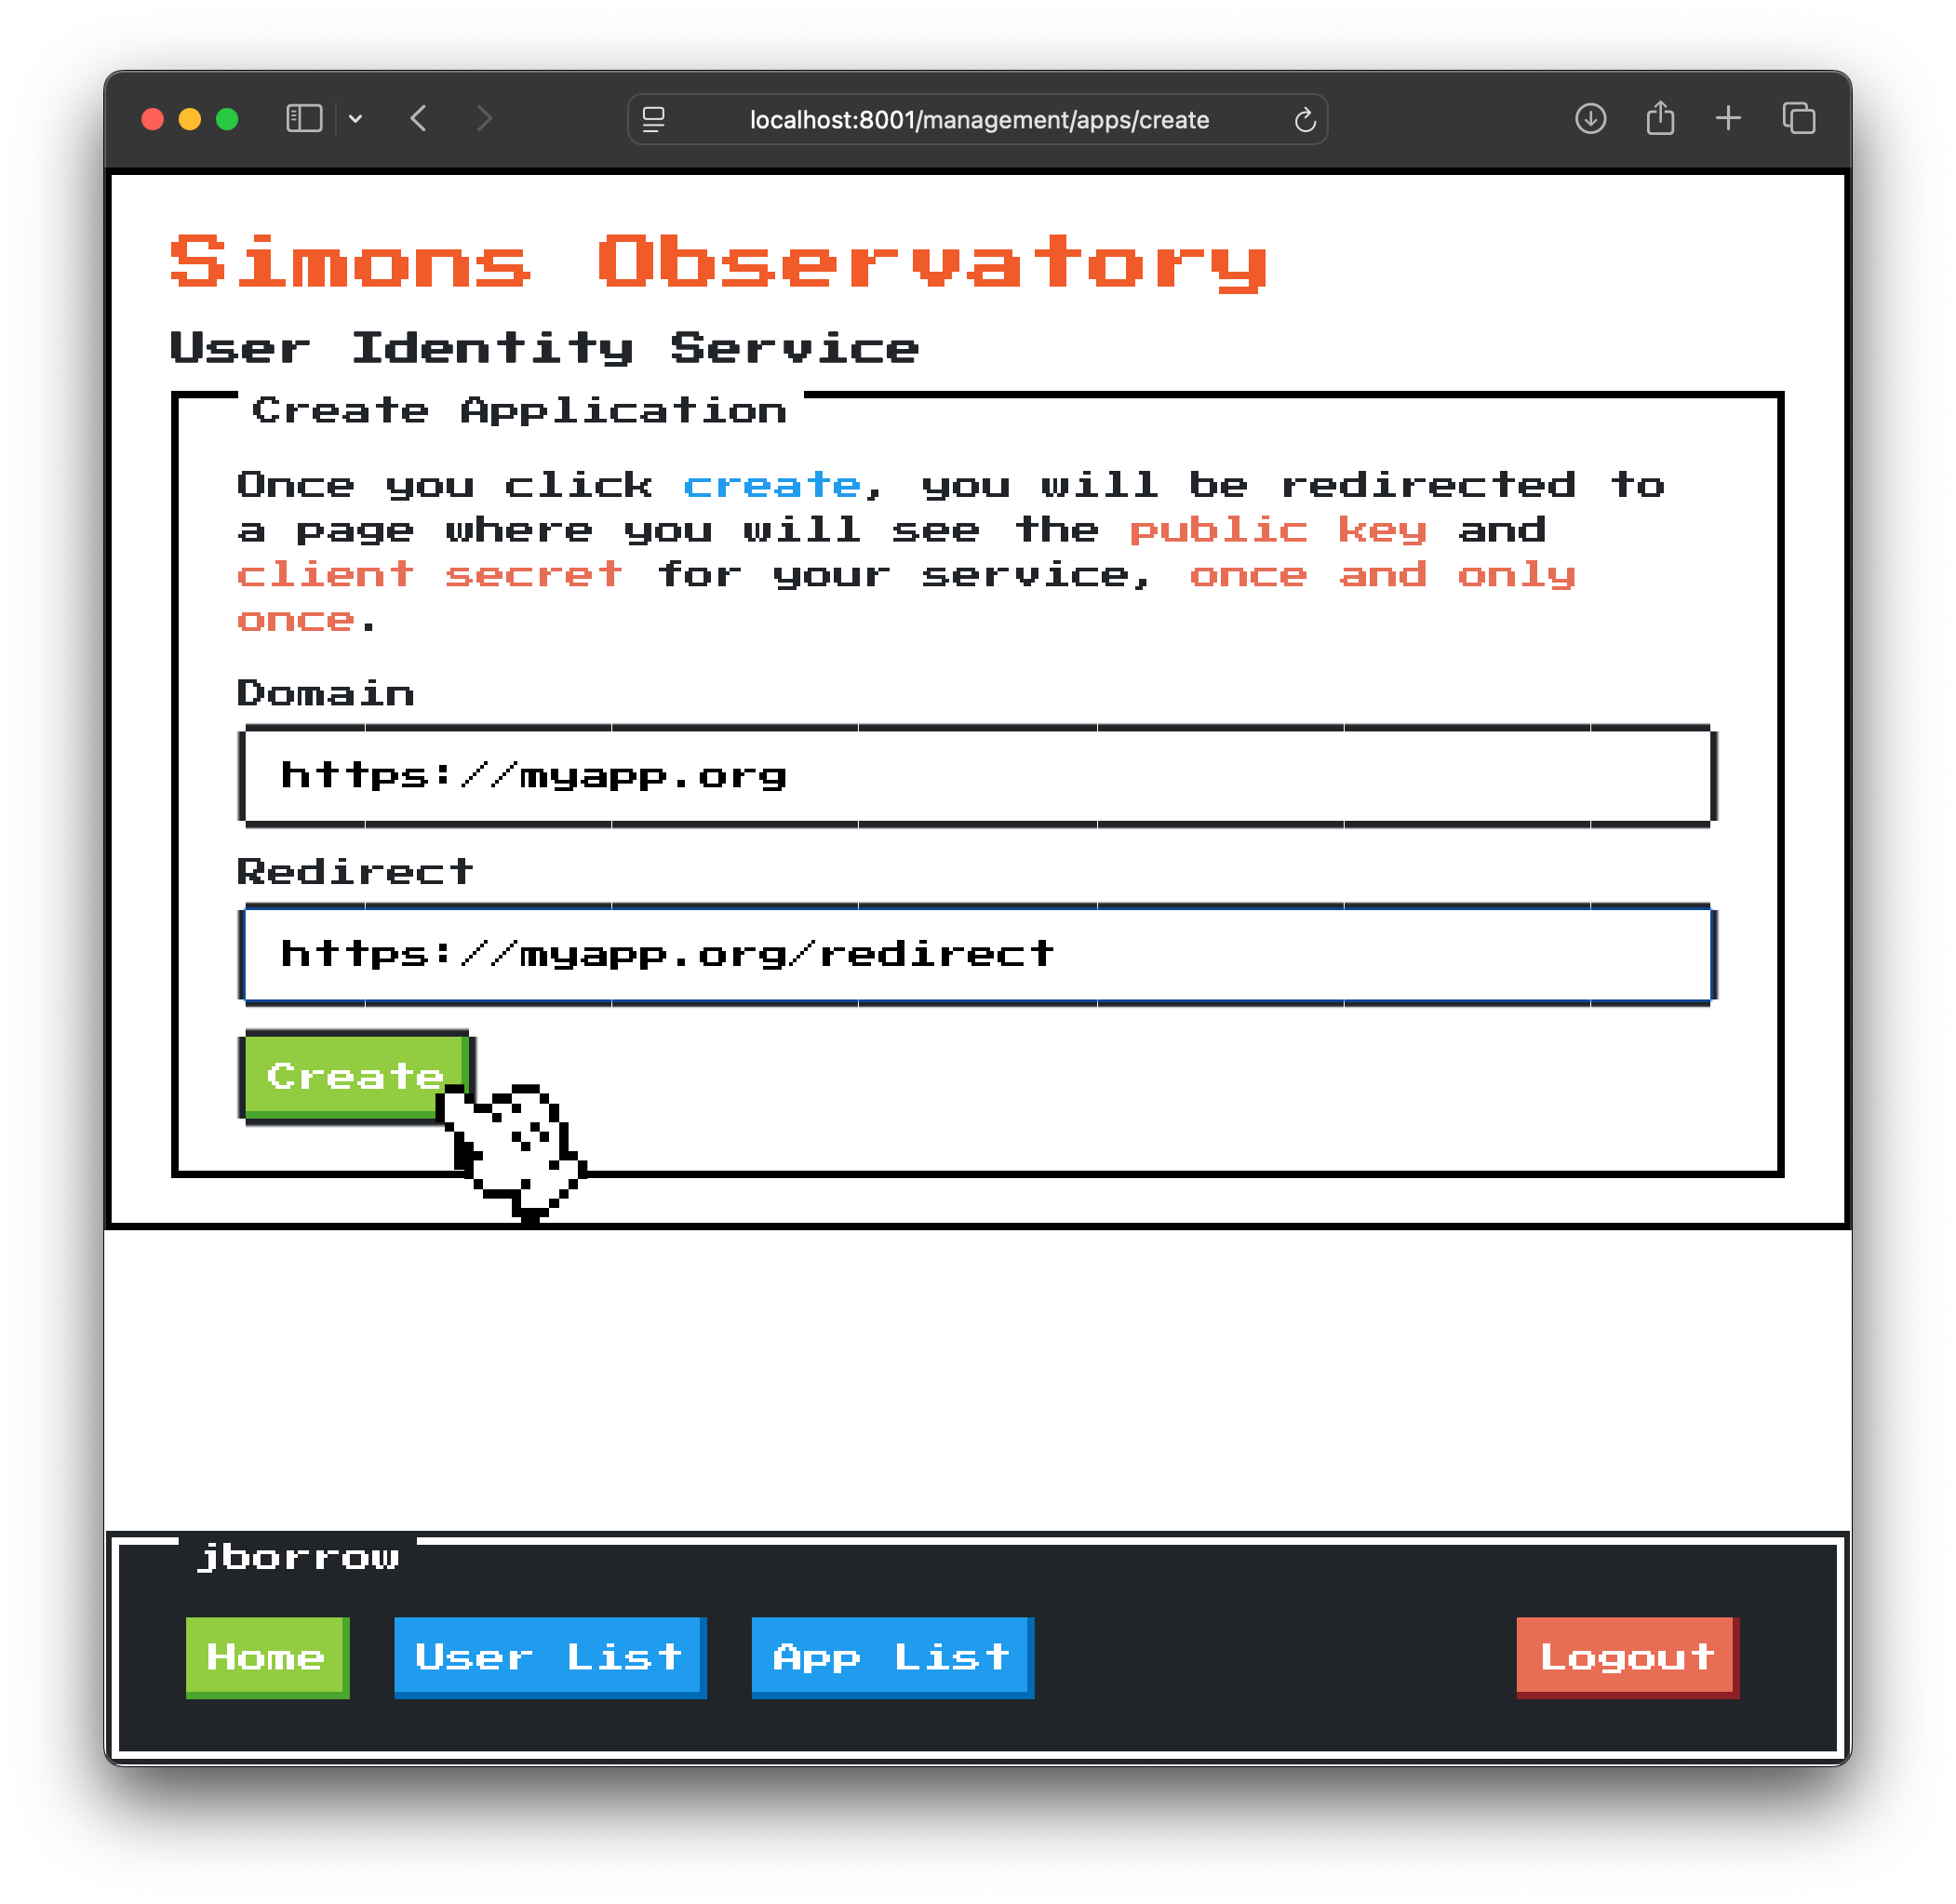 localhost:8001/management/apps/create
Simons Observatory
User Identity Service
Create Application
Once you click create, you will be redirected to
a page where you will see the public key and
client secret for your service, once and only
once.
Domain
https://myapp.org
Redirect
https://myapp.org/redirect
Create
jborrow
Home User List App List Logout